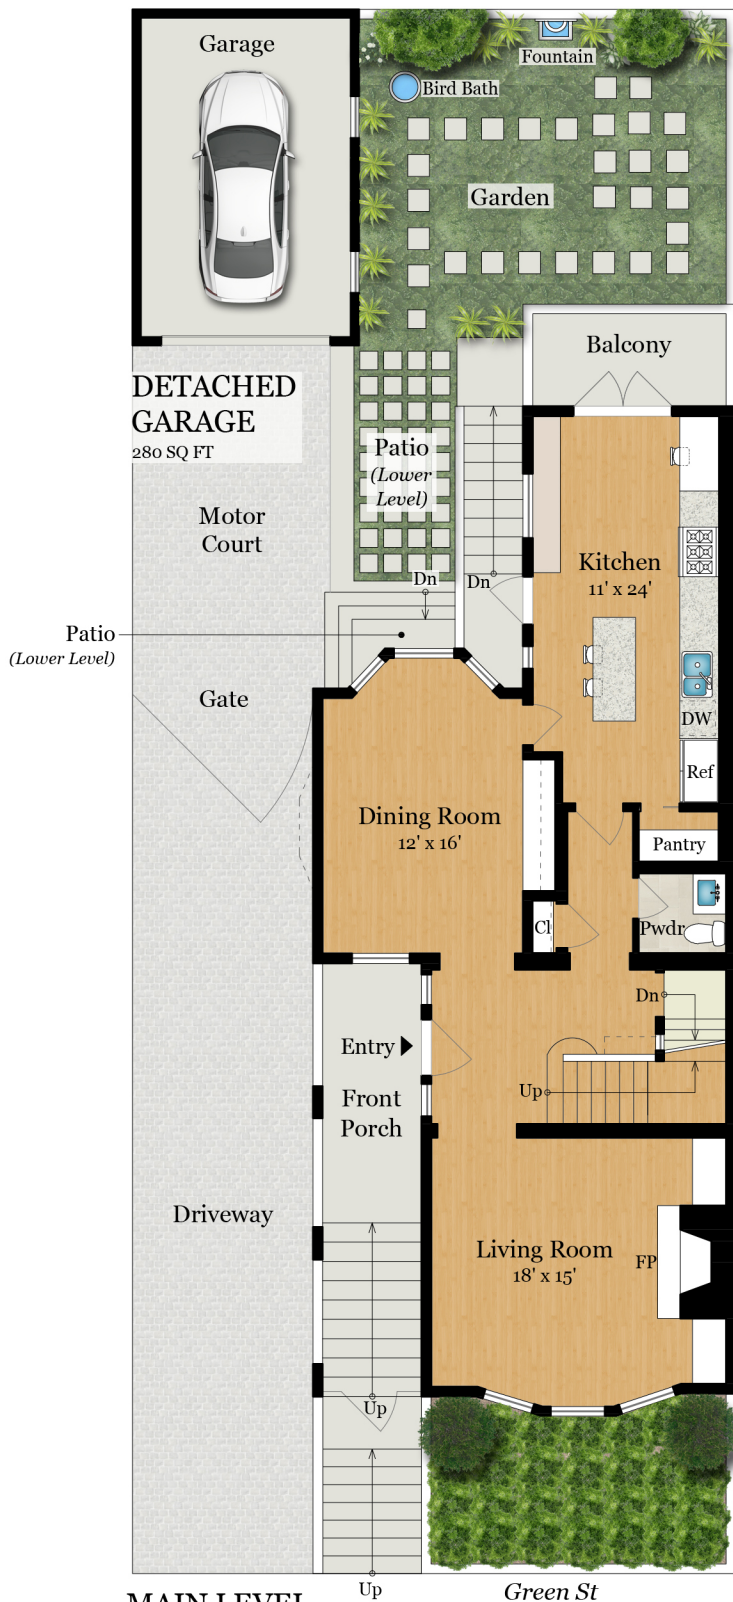 Garage
Fountain
Bird Bath
Garden
Balcony
DETACHED
GARAGE
280 SQ FT
Patio
(Lower
Level)
Motor
Court
Kitchen
11' x 24'
Dn
Dn
Patio
(Lower Level)
Gate
DW
Ref
Dining Room
12' x 16'
Pantry
Cl
Pwdr
Dn
Entry
Up
Front
Porch
Driveway
Living Room
18' x 15'
FP
Up
Up
Green St
MAIN LEVEL